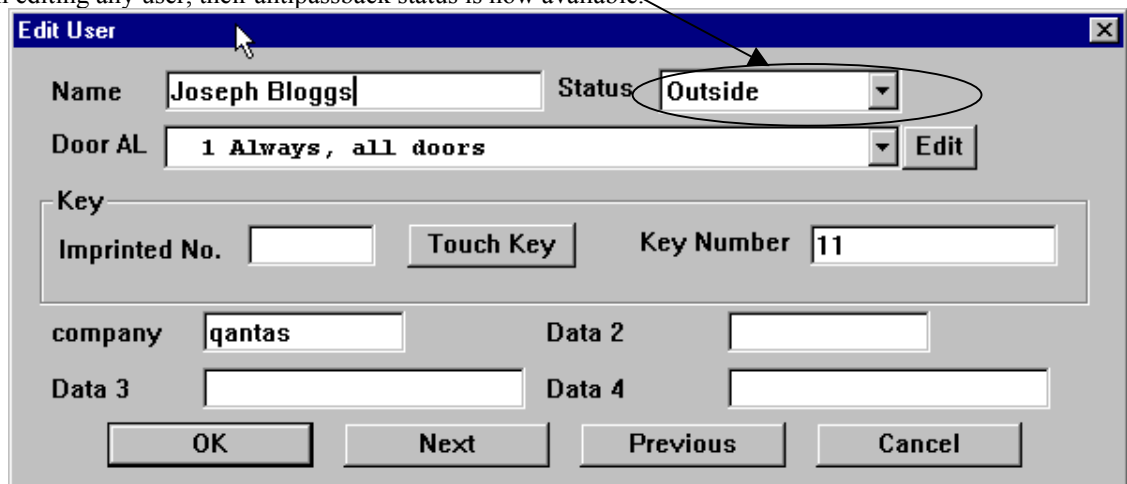 editing any user, their antipassback status is now available.
Edit User
Name Joseph Bloggs Status Outside
Door AL 1 Always, all doors Edit
Key
Imprinted No. Touch Key Key Number 11
company qantas Data 2
Data 3 Data 4
OK Next Previous Cancel